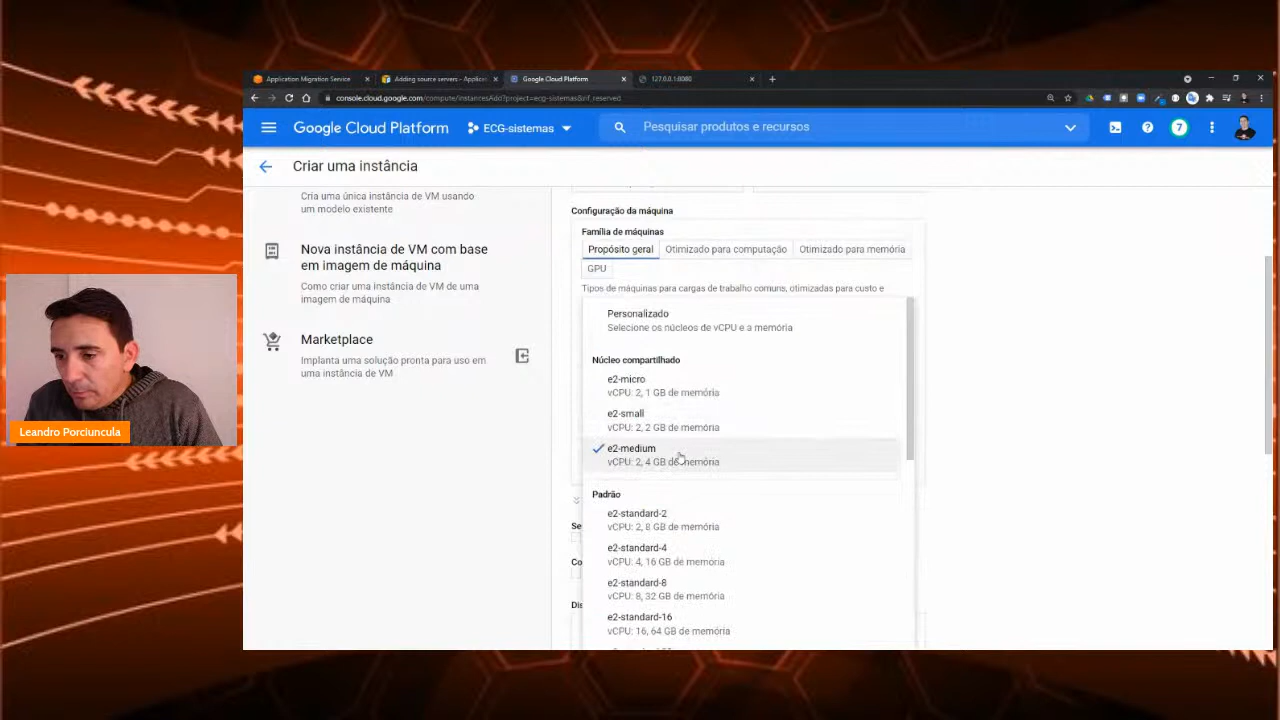 Application Migration Service
Adding source servers - Applicat
Google Cloud Platform
127.0.0.1:8080
console.cloud.google.com/compute/instancesAdd?project=ecg-sistemas&rif_reserved
Google Cloud Platform
ECG-sistemas
Pesquisar produtos e recursos
7
Criar uma instância
Cria uma única instância de VM usando
um modelo existente
Nova instância de VM com base
em imagem de máquina
Como criar uma instância de VM de uma
imagem de máquina
Marketplace
Implanta uma solução pronta para uso em
uma instância de VM
Configuração da máquina
Família de máquinas
Propósito geral
Otimizado para computação
Otimizado para memória
GPU
Tipos de máquinas para cargas de trabalho comuns, otimizadas para custo e
Personalizado
Selecione os núcleos de vCPU e a memória
Núcleo compartilhado
e2-micro
vCPU: 2, 1 GB de memória
e2-small
vCPU: 2, 2 GB de memória
e2-medium
vCPU: 2, 4 GB de memória
Padrão
e2-standard-2
vCPU: 2, 8 GB de memória
e2-standard-4
vCPU: 4, 16 GB de memória
e2-standard-8
vCPU: 8, 32 GB de memória
e2-standard-16
vCPU: 16, 64 GB de memória
Se
Co
Dis
Leandro Porciuncula